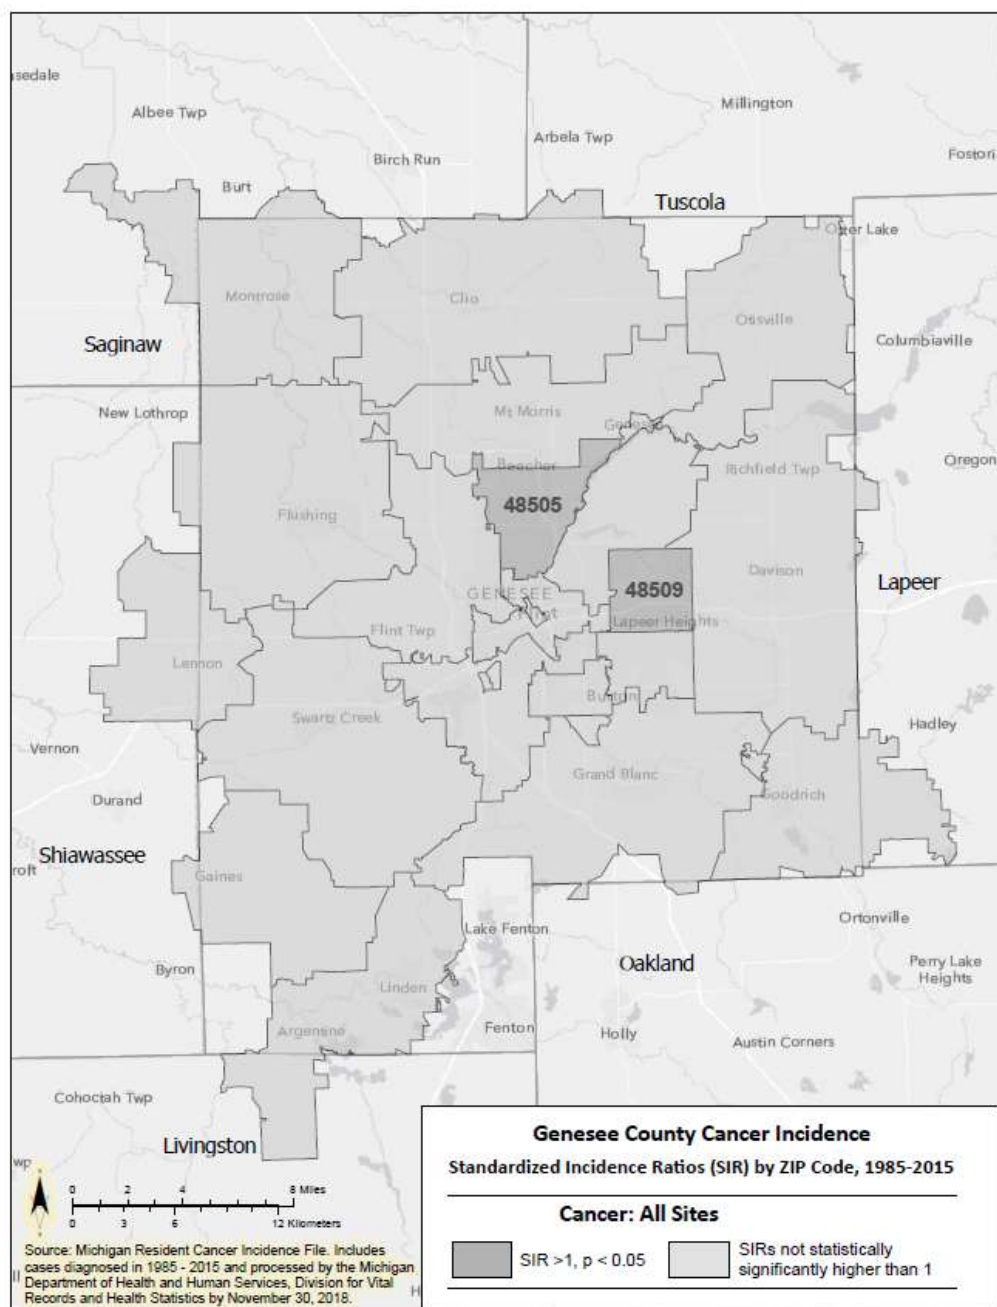 Albee Twp
Millington
Arbela Twp
Birch Run
Burt
Tuscola
Otter Lake
Montrose
Clio
Otisville
Saginaw
Columbiaville
New Lothrop
Mt Morris
Beecher
Richfield Twp
Oregon
48505
Flushing
Davison
48509
Lapeer
GENESEE
Flint
Flint Twp
Lapeer Heights
Lennon
Burton
Swartz Creek
Hadley
Vernon
Grand Blanc
Durand
Goodrich
Shiawassee
Gaines
Ortonville
Lake Fenton
Byron
Oakland
Perry Lake
Heights
Linden
Argentine
Fenton
Holly
Austin Corners
Cohoctah Twp
Livingston
0 2 4 8 Miles
0 3 6 12 Kilometers
Source: Michigan Resident Cancer Incidence File. Includes
cases diagnosed in 1985 - 2015 and processed by the Michigan
Department of Health and Human Services, Division for Vital
Records and Health Statistics by November 30, 2018.
Genesee County Cancer Incidence
Standardized Incidence Ratios (SIR) by ZIP Code, 1985-2015
Cancer: All Sites
SIR >1, p < 0.05
SIRs not statistically
significantly higher than 1